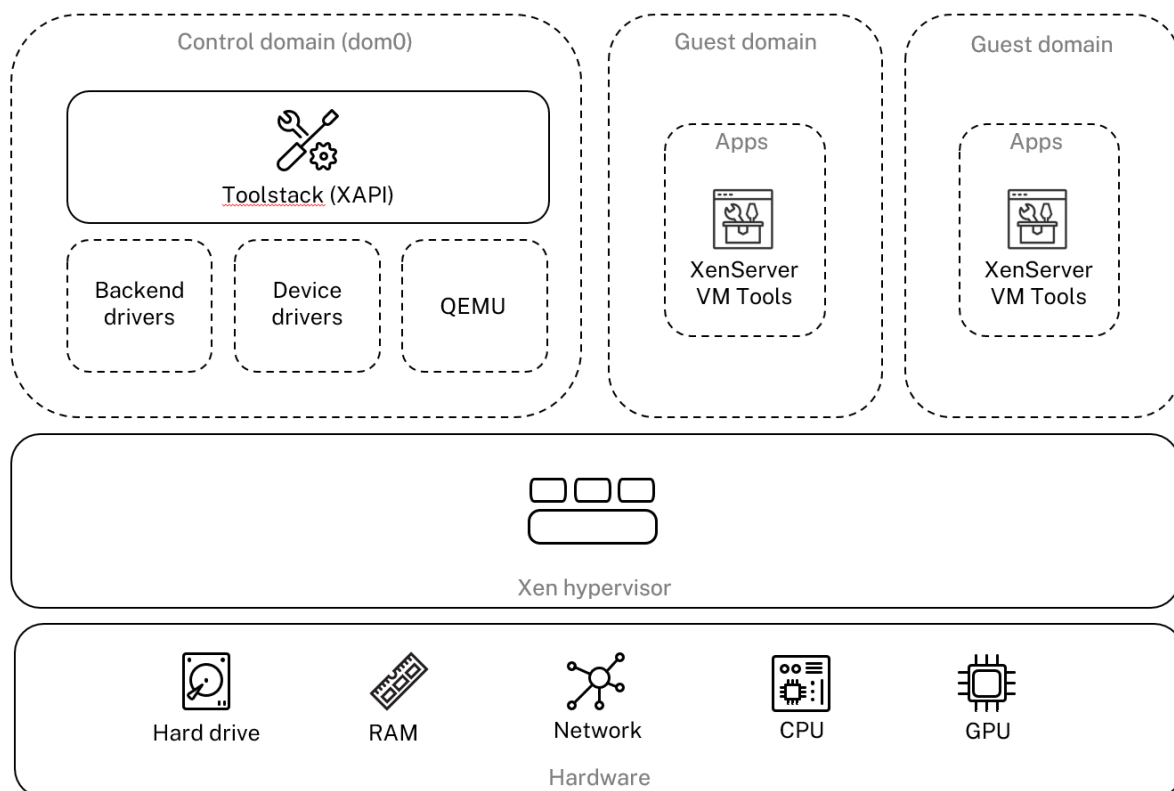 Control domain (dom0)
Guest domain
Guest domain
Toolstack (XAPI)
Backend
drivers
Device
drivers
QEMU
Apps
XenServer
VM Tools
Apps
XenServer
VM Tools
Xen hypervisor
Hard drive
RAM
Network
CPU
GPU
Hardware